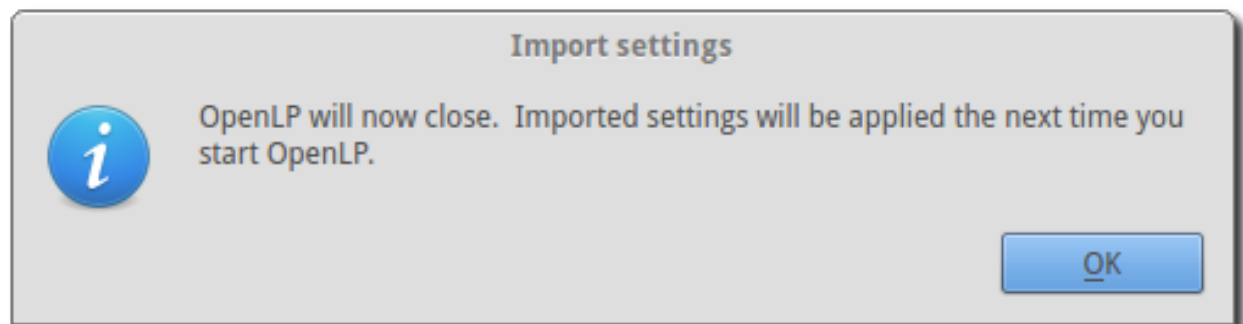 Import settings
OpenLP will now close.  Imported settings will be applied the next time you
start OpenLP.
OK